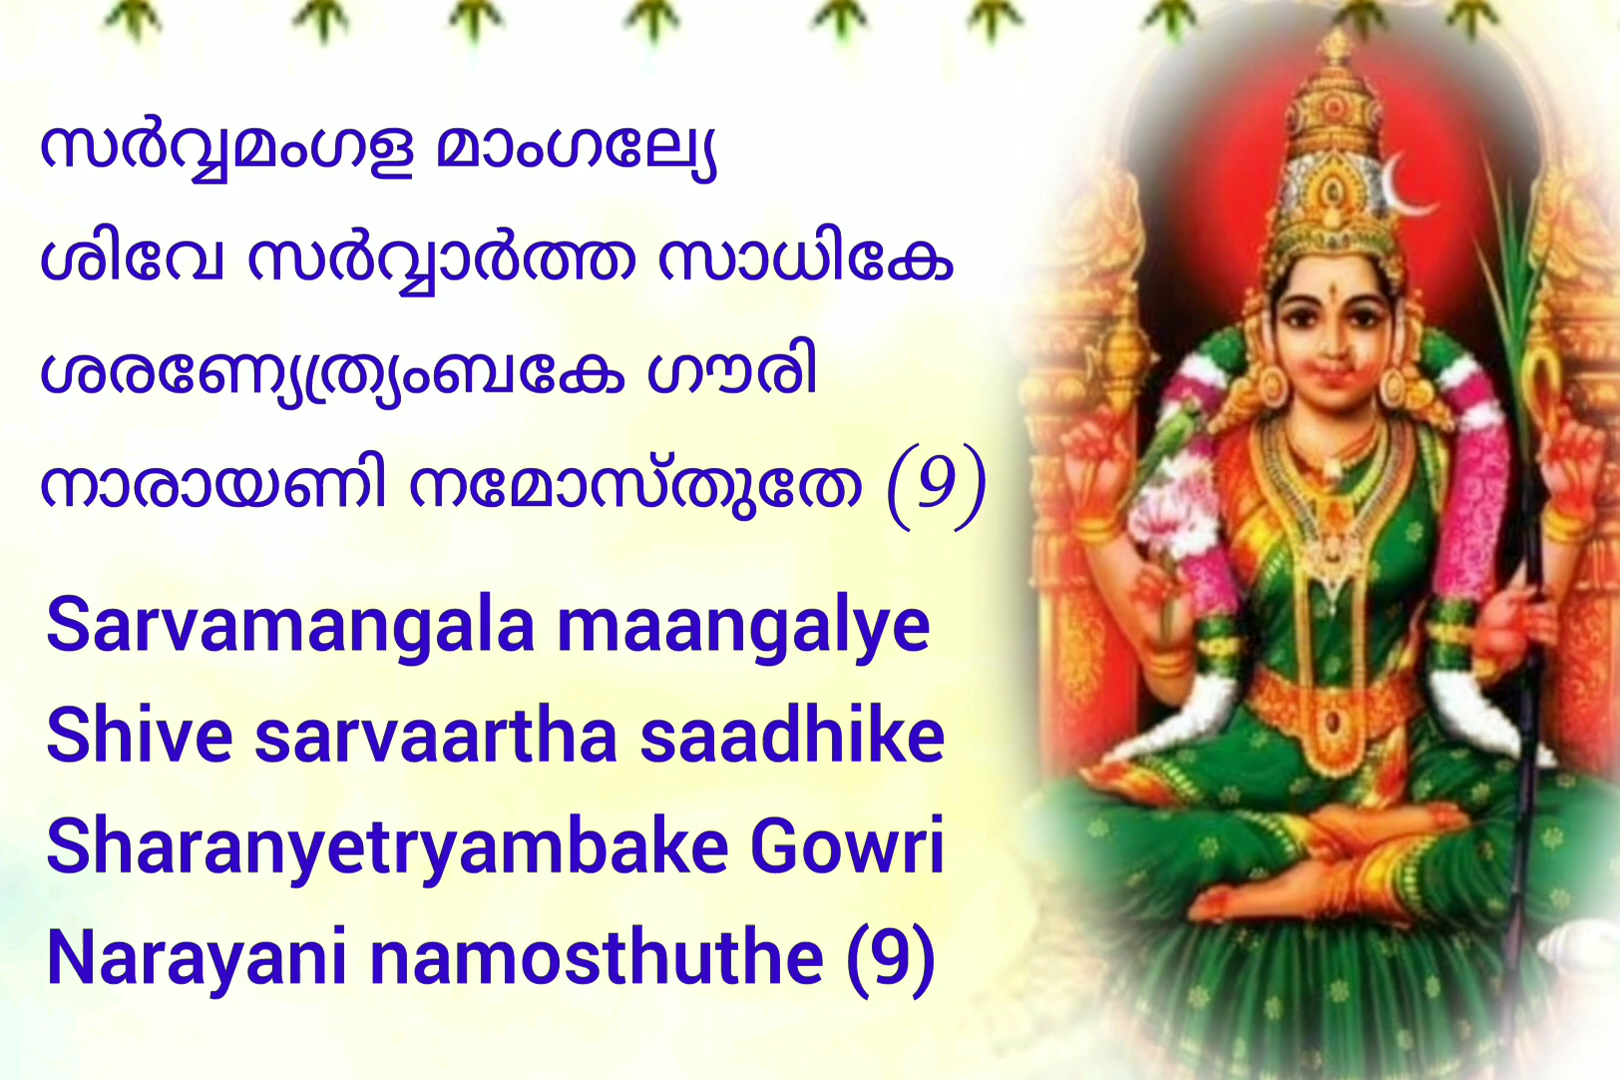 സർവ്വമംഗള മാംഗല്യേ
ശിവേ സർവ്വാർത്ത സാധികേ
ശരണ്യേത്ര്യംബകേ ഗൗരി
നാരായണി നമോസ്തുതേ (9)
Sarvamangala maangalye
Shive sarvaartha saadhike
Sharanyetryambake Gowri
Narayani namosthuthe (9)